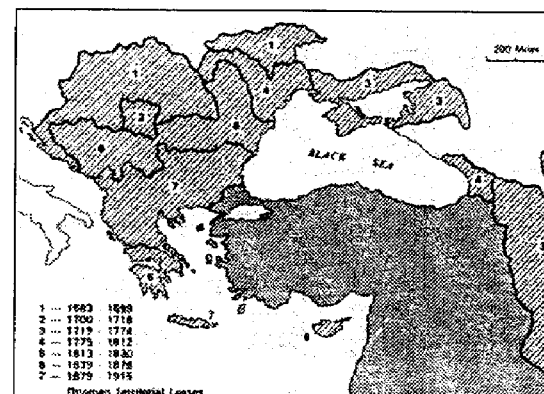 200 Miles
BLACK SEA
1 --- 1683 - 1699
2 --- 1700 - 1718
3 --- 1719 - 1774
4 --- 1775 - 1812
5 --- 1813 - 1830
6 --- 1839 - 1878
7 --- 1879 - 1915
Territorial Losses